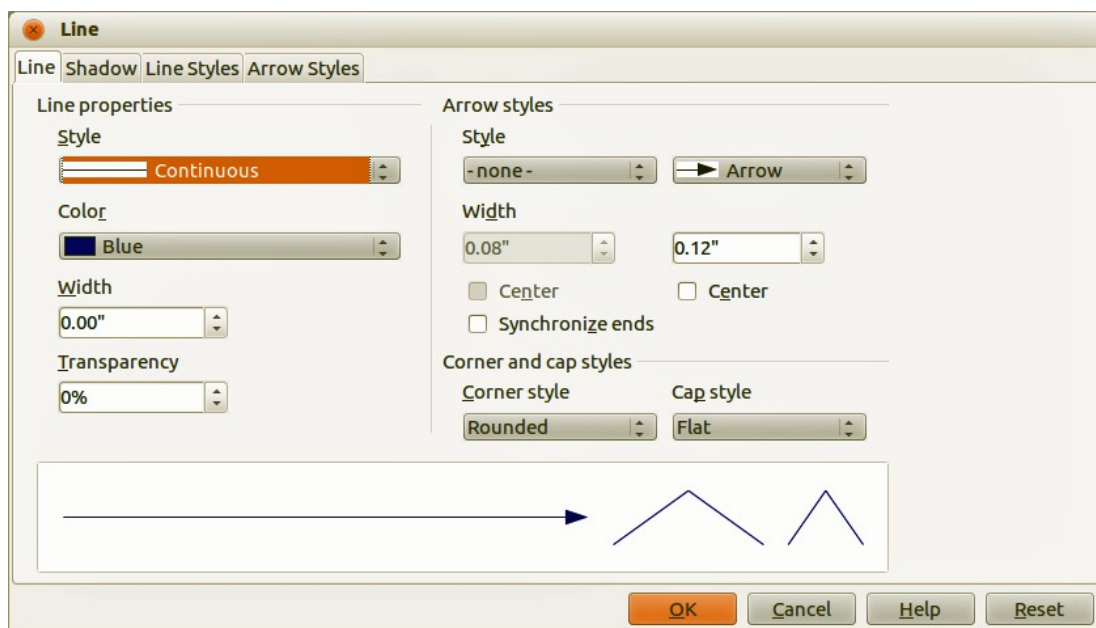 Line
Line Shadow Line Styles Arrow Styles
Line properties
Style
Continuous
Color
Blue
Width
0.00"
Transparency
0%
Arrow styles
Style
-none- Arrow
Width
0.08" 0.12"
Center Center
Synchronize ends
Corner and cap styles
Corner style Cap style
Rounded Flat
OK Cancel Help Reset